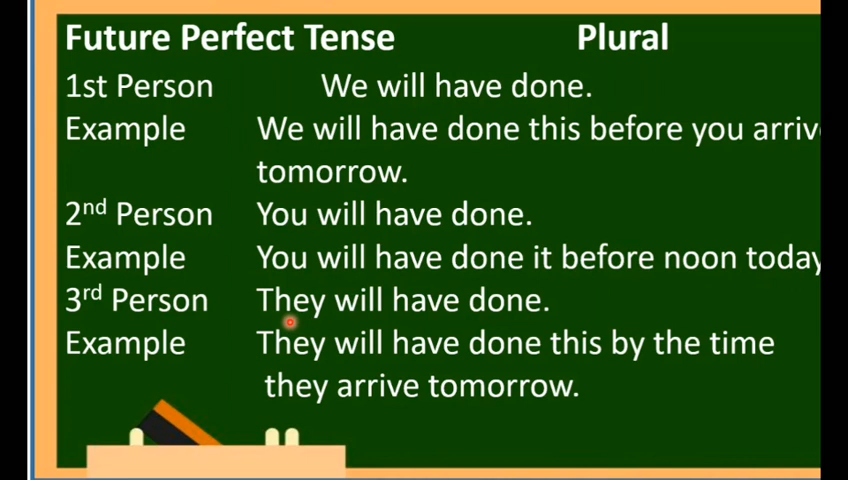 Future Perfect Tense Plural
1st Person We will have done.
Example We will have done this before you
tomorrow.
2nd Person You will have done.
Example You will have done it before noon today
3rd Person They will have done.
Example They will have done this by the time
they arrive tomorrow.